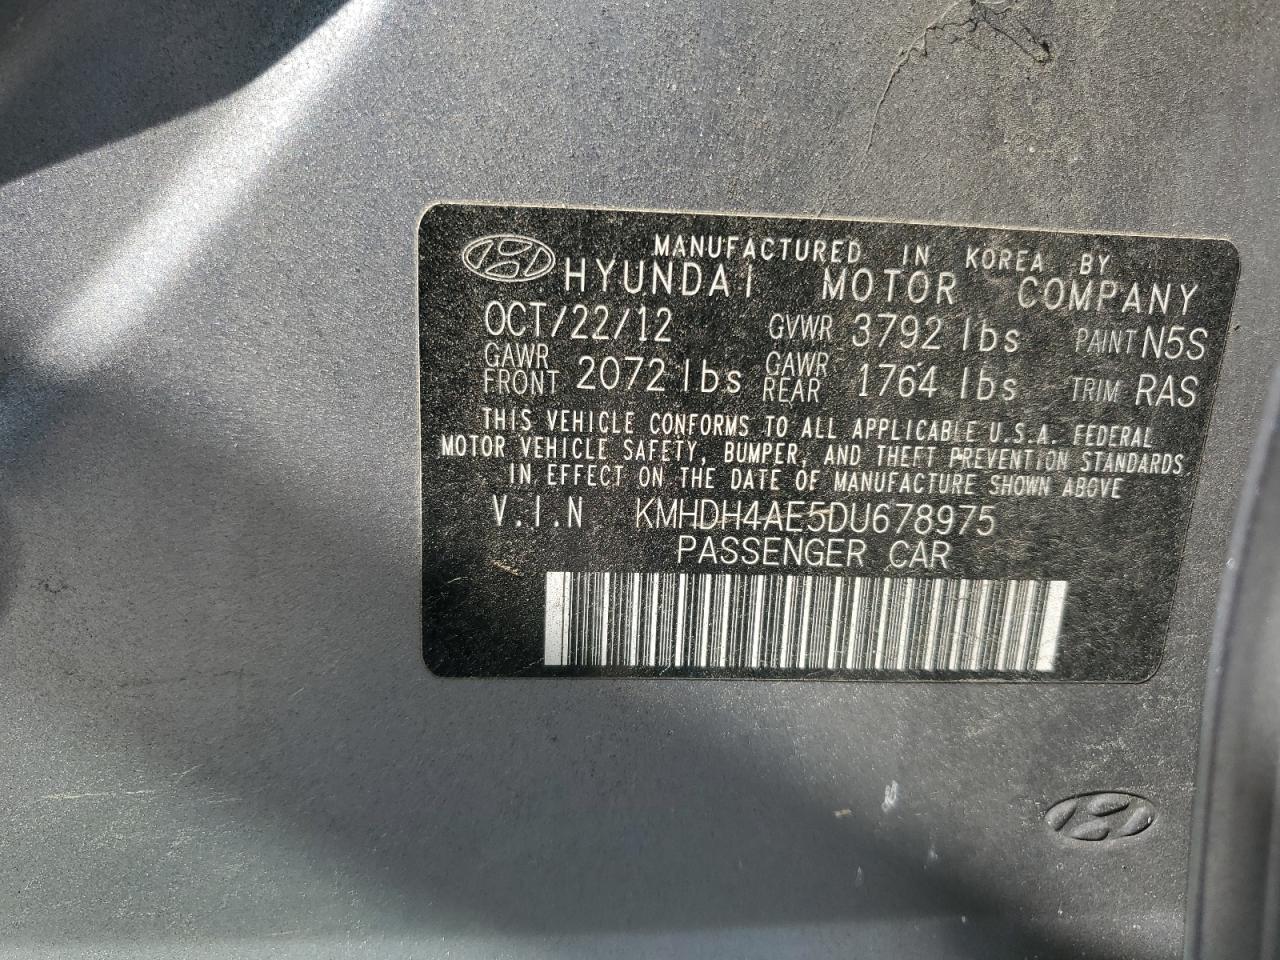 MANUFACTURED IN KOREA BY
HYUNDAI MOTOR COMPANY
OCT/22/12 GVWR 3792 lbs PAINT N5S
GAWR FRONT 2072 lbs GAWR REAR 1764 lbs TRIM RAS
THIS VEHICLE CONFORMS TO ALL APPLICABLE U.S.A. FEDERAL
MOTOR VEHICLE SAFETY, BUMPER, AND THEFT PREVENTION STANDARDS
IN EFFECT ON THE DATE OF MANUFACTURE SHOWN ABOVE
V.I.N KMHDH4AE5DU678975
PASSENGER CAR